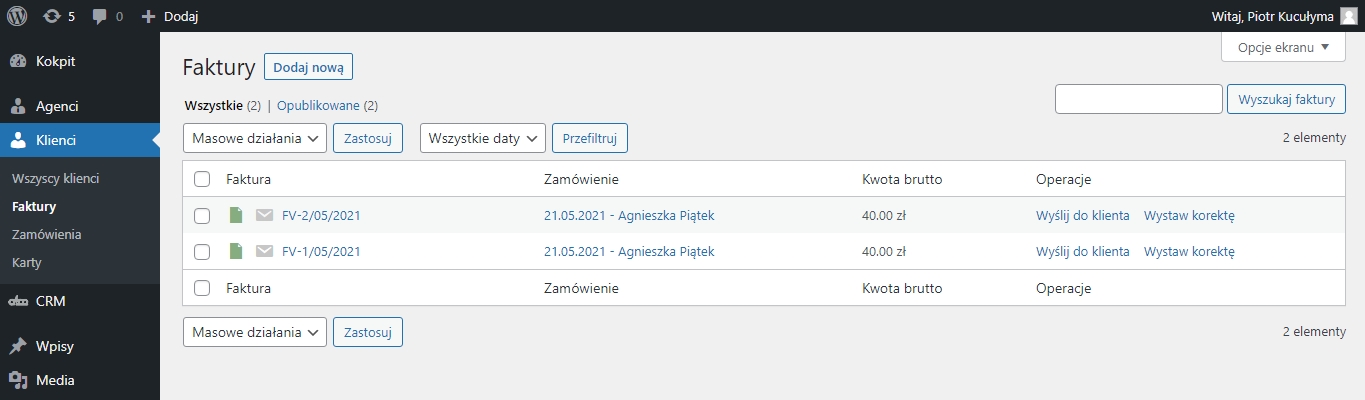 5 0 Dodaj Witaj, Piotr Kucułyma
Kokpit
Agenci
Klienci
Wszyscy klienci
Faktury
Zamówienia
Karty
CRM
Wpisy
Media
Opcje ekranu
Faktury Dodaj nową
Wszystkie (2) | Opublikowane (2)
Wyszukaj faktury
Masowe działania Zastosuj Wszystkie daty Przefiltruj 2 elementy
Faktura Zamówienie Kwota brutto Operacje
FV-2/05/2021 21.05.2021 - Agnieszka Piątek 40.00 zł Wyślij do klienta Wystaw korektę
FV-1/05/2021 21.05.2021 - Agnieszka Piątek 40.00 zł Wyślij do klienta Wystaw korektę
Faktura Zamówienie Kwota brutto Operacje
Masowe działania Zastosuj 2 elementy